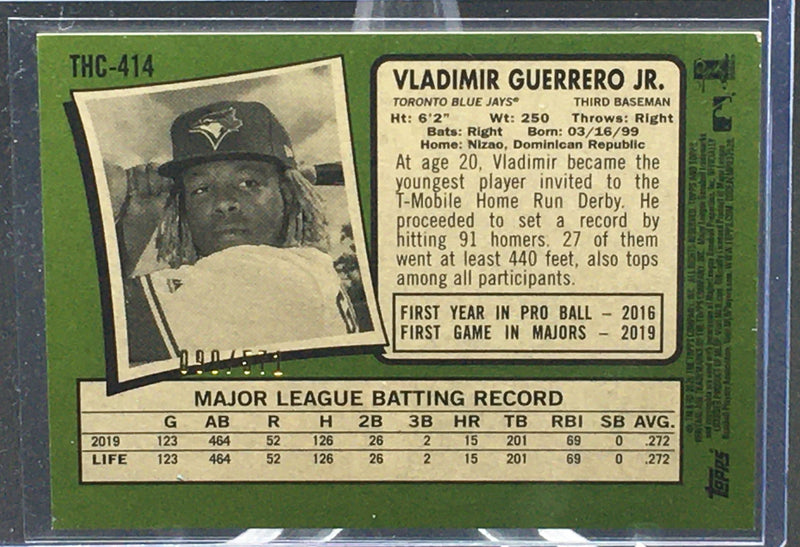 THC-414
VLADIMIR GUERRERO JR.
TORONTO BLUE JAYS® THIRD BASEMAN
Ht: 6'2" Wt: 250 Throws: Right
Bats: Right Born: 03/16/99
Home: Nizao, Dominican Republic
At age 20, Vladimir became the
youngest player invited to the
T-Mobile Home Run Derby. He
proceeded to set a record by
hitting 91 homers. 27 of them
went at least 440 feet, also tops
among all participants.
FIRST YEAR IN PRO BALL – 2016
FIRST GAME IN MAJORS – 2019
090/571
MAJOR LEAGUE BATTING RECORD
G AB R H 2B 3B HR TB RBI SB AVG.
2019 123 464 52 126 26 2 15 201 69 0 .272
LIFE 123 464 52 126 26 2 15 201 69 0 .272
topps